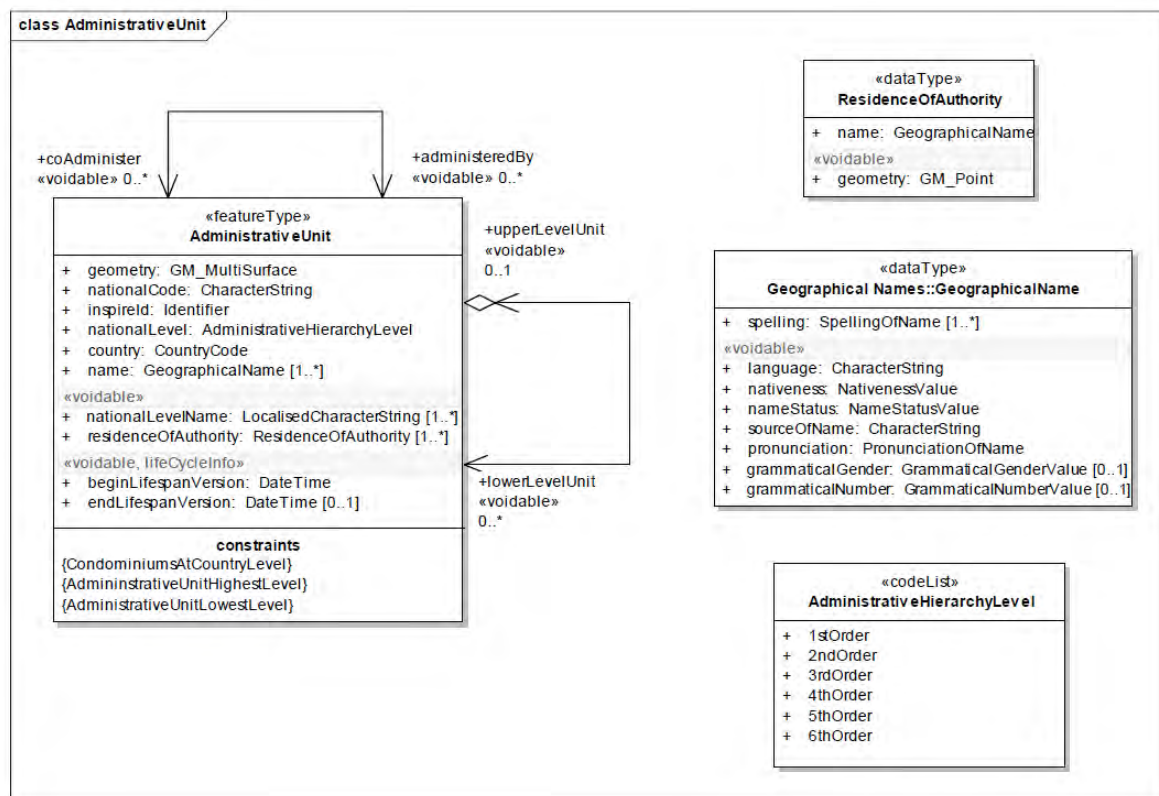 class AdministrativeUnit
+coAdminister
«voidable» 0..*
+administeredBy
«voidable» 0..*
«featureType»
AdministrativeUnit
+ geometry: GM_MultiSurface
+ nationalCode: CharacterString
+ inspireId: Identifier
+ nationalLevel: AdministrativeHierarchyLevel
+ country: CountryCode
+ name: GeographicalName [1..*]
«voidable»
+ nationalLevelName: LocalisedCharacterString [1..*]
+ residenceOfAuthority: ResidenceOfAuthority [1..*]
«voidable, lifeCycleInfo»
+ beginLifespanVersion: DateTime
+ endLifespanVersion: DateTime [0..1]
constraints
{CondominiumsAtCountryLevel}
{AdmininstrativeUnitHighestLevel}
{AdministrativeUnitLowestLevel}
+upperLevelUnit
«voidable»
0..1
+lowerLevelUnit
«voidable»
0..*
«dataType»
ResidenceOfAuthority
+ name: GeographicalName
«voidable»
+ geometry: GM_Point
«dataType»
Geographical Names::GeographicalName
+ spelling: SpellingOfName [1..*]
«voidable»
+ language: CharacterString
+ nativeness: NativenessValue
+ nameStatus: NameStatusValue
+ sourceOfName: CharacterString
+ pronunciation: PronunciationOfName
+ grammaticalGender: GrammaticalGenderValue [0..1]
+ grammaticalNumber: GrammaticalNumberValue [0..1]
«codeList»
AdministrativeHierarchyLevel
+ 1stOrder
+ 2ndOrder
+ 3rdOrder
+ 4thOrder
+ 5thOrder
+ 6thOrder